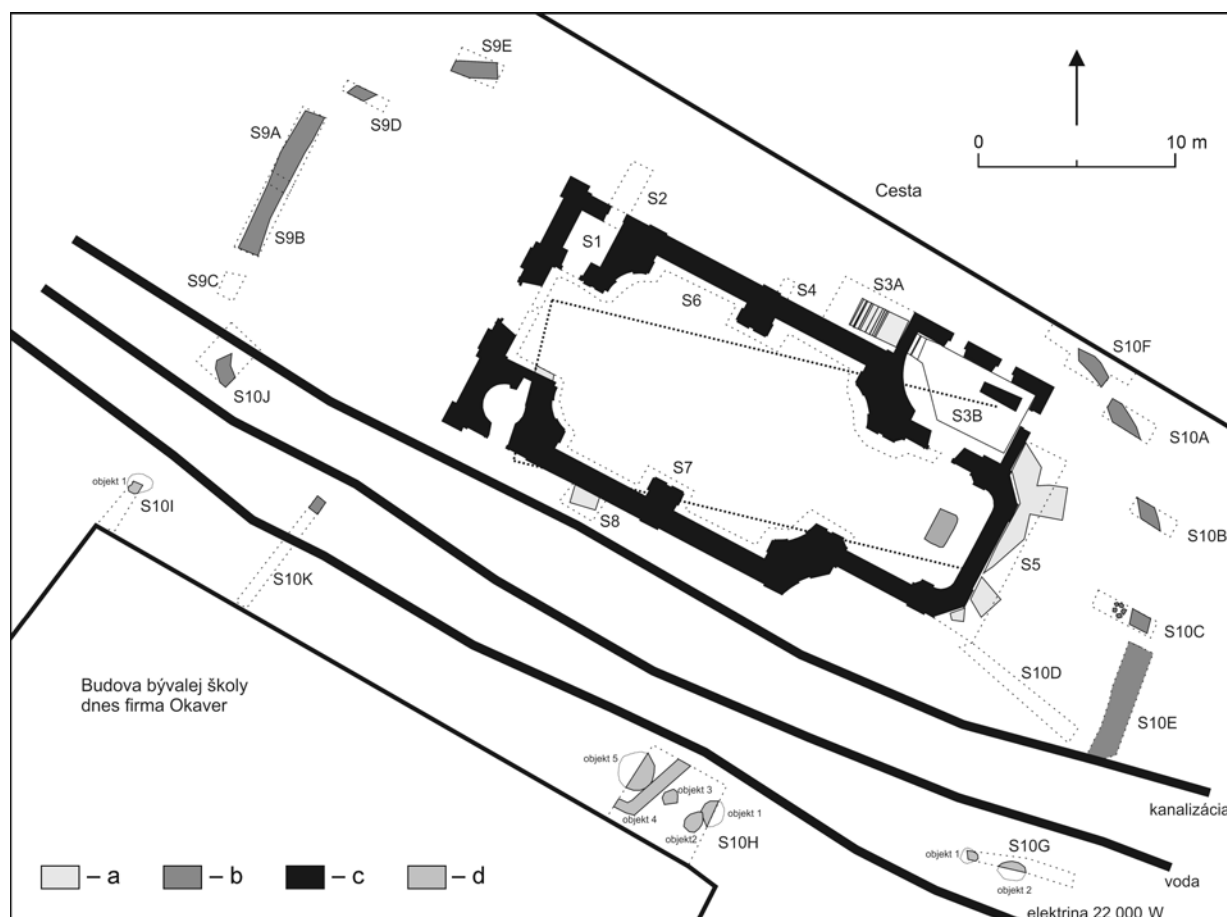 S9E
S9D
S9A
0 10 m
Cesta
S2
S1
S9B
S9C
S4
S3A
S6
S10F
S10J
S3B
S10A
S7
objekt 1
S10I
S8
S10B
S5
S10K
S10C
S10D
Budova bývalej školy
dnes firma Okaver
S10E
objekt 5
objekt 3
objekt 4
objekt 1
objekt2
S10H
kanalizácia
S10G
objekt 1
objekt 2
voda
– a – b – c – d
elektrina 22 000 W